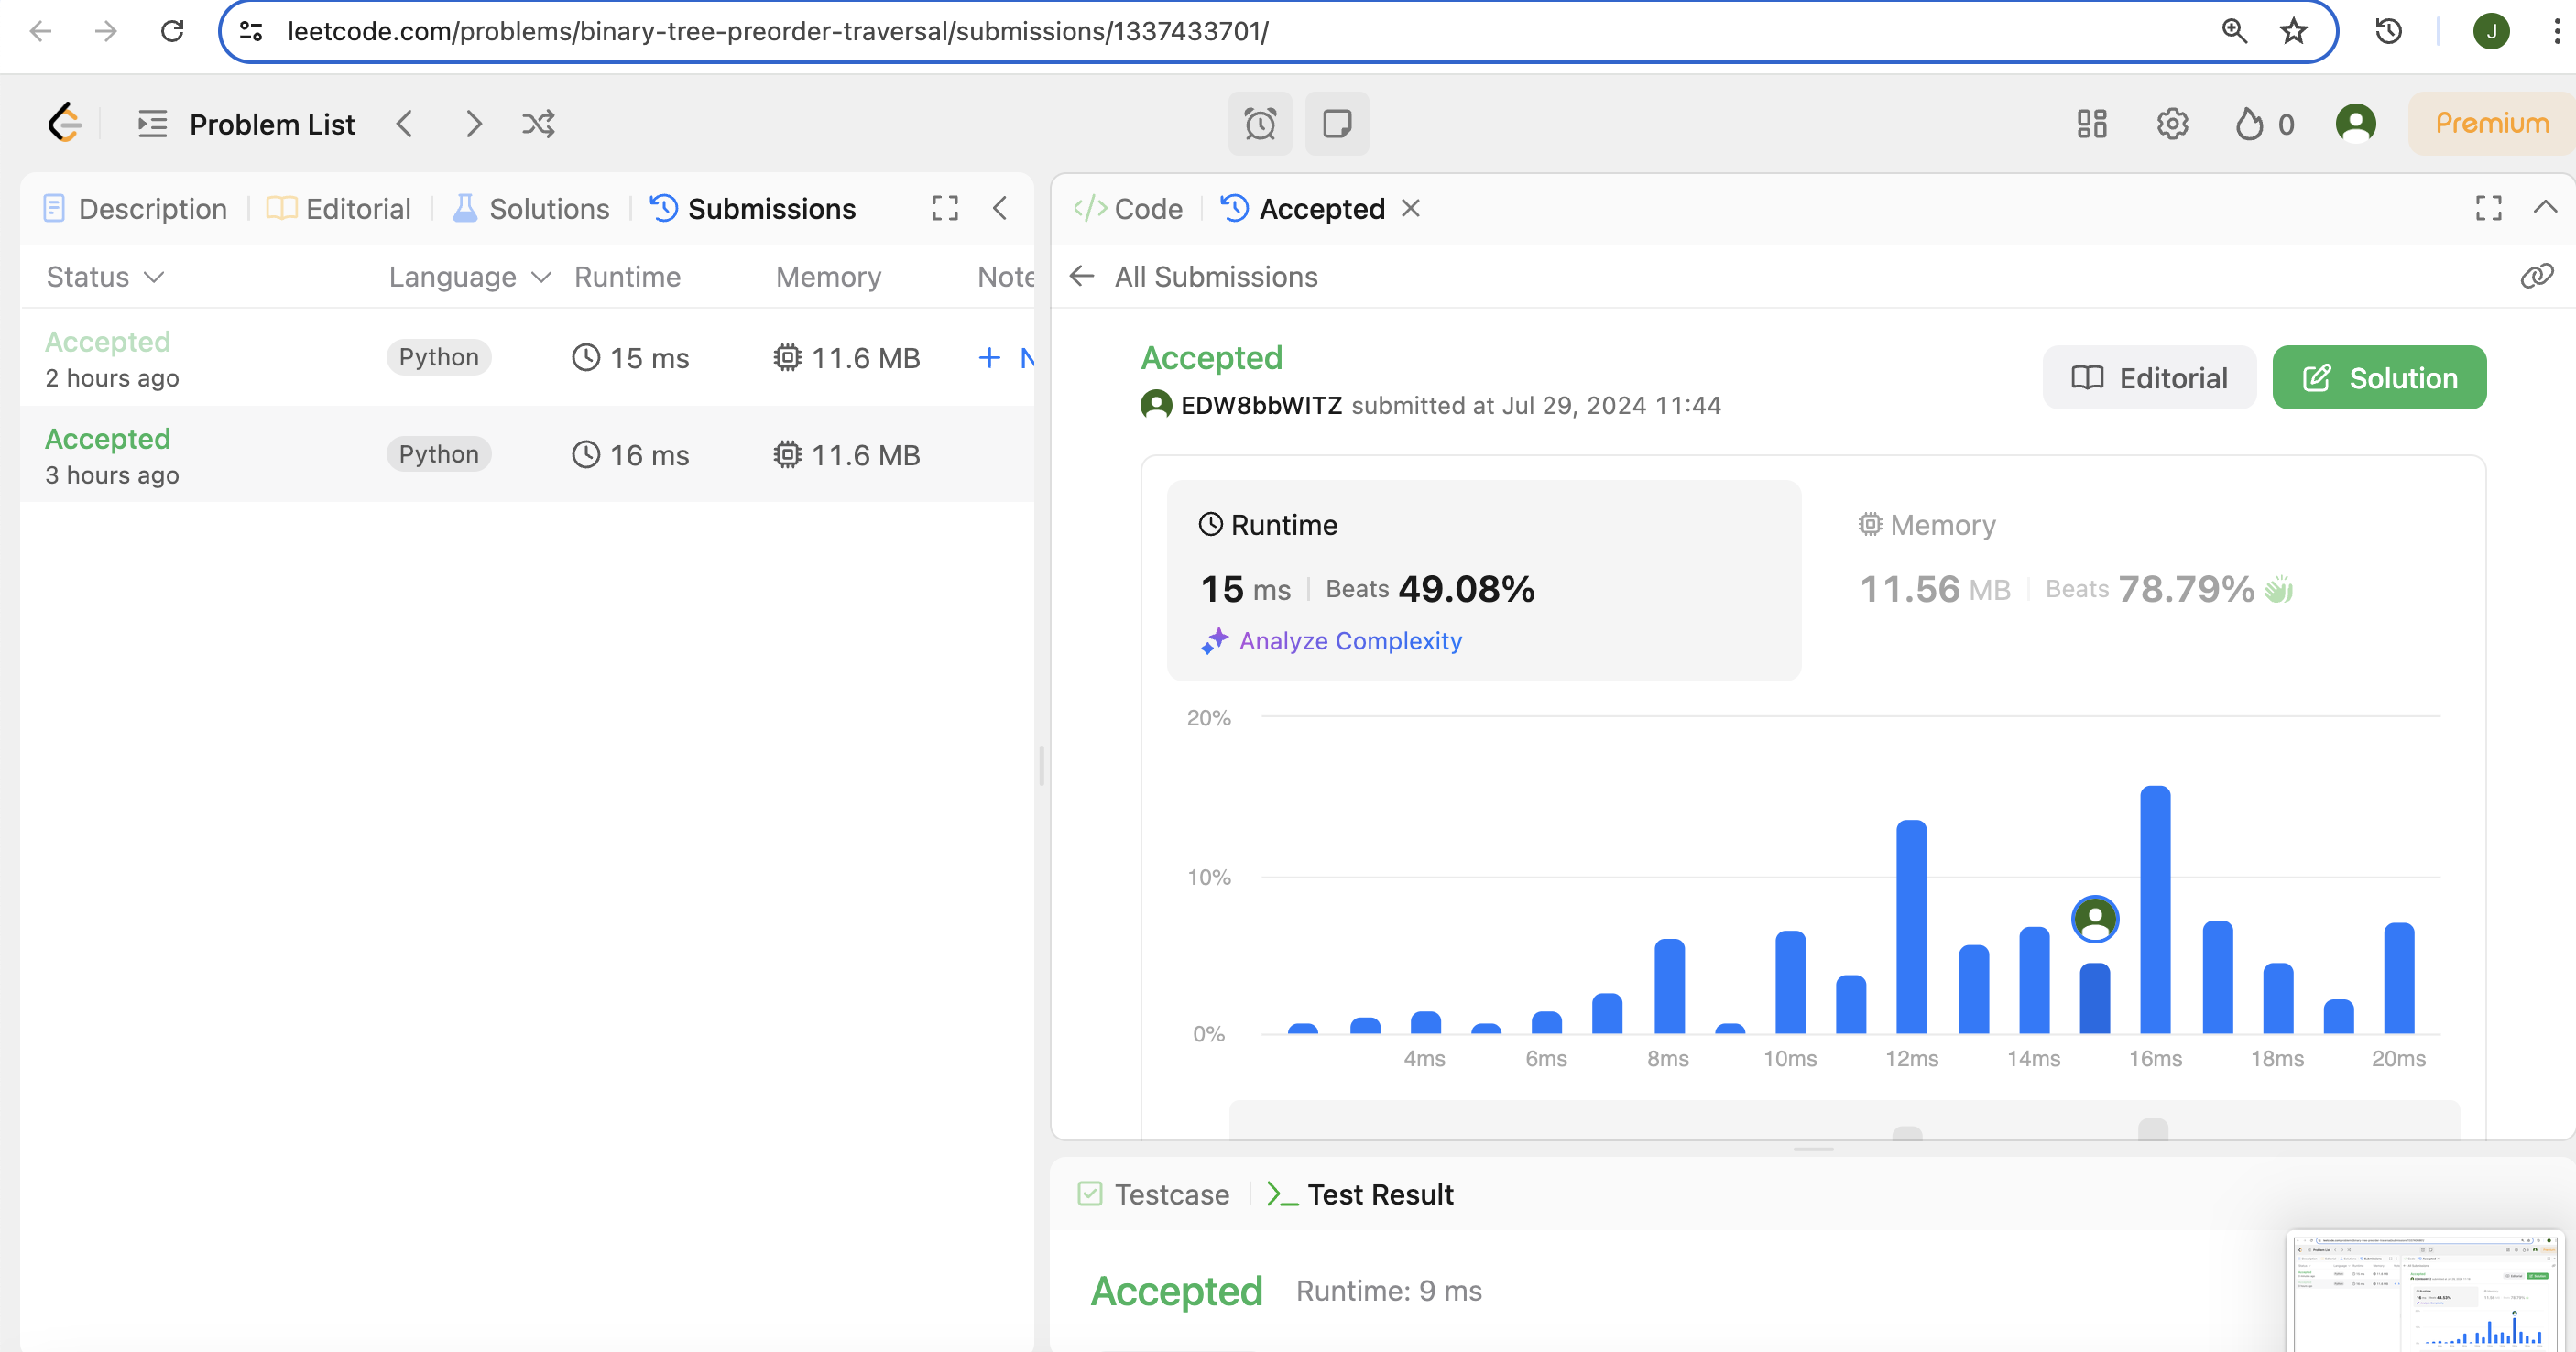 leetcode.com/problems/binary-tree-preorder-traversal/submissions/1337433701/
J
Problem List
0
Premium
Description
Editorial
Solutions
Submissions
Status
Language
Runtime
Memory
Note
Accepted
2 hours ago
Python
15 ms
11.6 MB
+ N
Accepted
3 hours ago
Python
16 ms
11.6 MB
</> Code
Accepted
All Submissions
Accepted
EDW8bbWITZ submitted at Jul 29, 2024 11:44
Editorial
Solution
Runtime
15 ms
Beats 49.08%
Analyze Complexity
Memory
11.56 MB
Beats 78.79%
20%
10%
0%
4ms
6ms
8ms
10ms
12ms
14ms
16ms
18ms
20ms
Testcase
Test Result
Accepted
Runtime: 9 ms